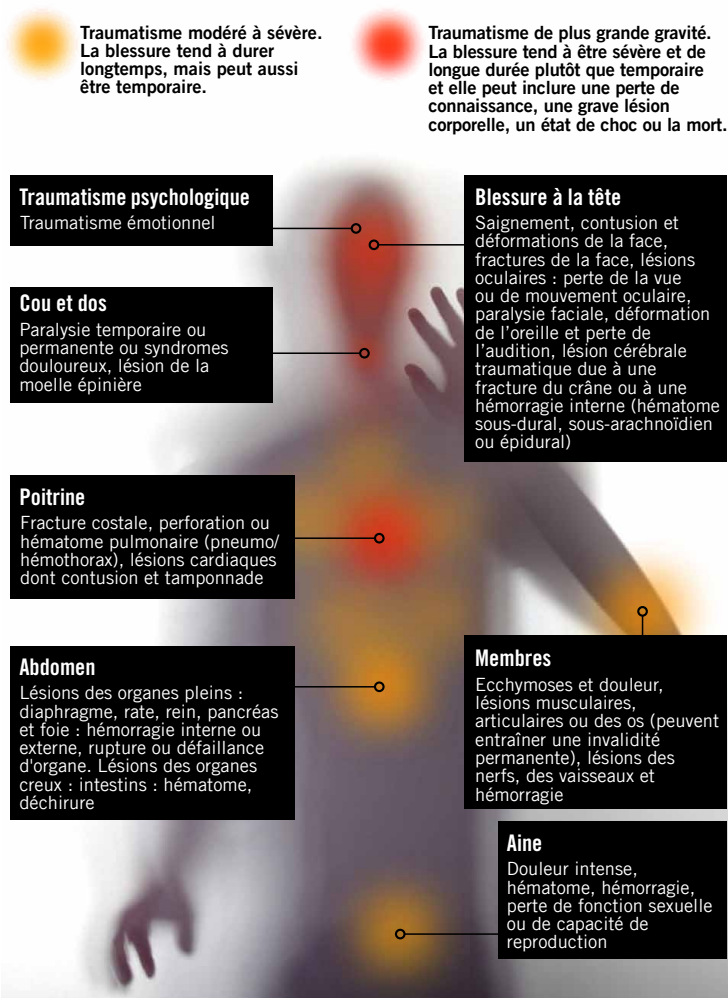 Traumatisme modéré à sévère.
La blessure tend à durer
longtemps, mais peut aussi
être temporaire.
Traumatisme de plus grande gravité.
La blessure tend à être sévère et de
longue durée plutôt que temporaire
et elle peut inclure une perte de
connaissance, une grave lésion
corporelle, un état de choc ou la mort.
Traumatisme psychologique
Traumatisme émotionnel
Blessure à la tête
Saignement, contusion et
déformations de la face,
fractures de la face, lésions
oculaires : perte de la vue
ou de mouvement oculaire,
paralysie faciale, déformation
de l'oreille et perte de
l'audition, lésion cérébrale
traumatique due à une
fracture du crâne ou à une
hémorragie interne (hématome
sous-dural, sous-arachnoïdien
ou épidural)
Cou et dos
Paralysie temporaire ou
permanente ou syndromes
douloureux, lésion de la
moelle épinière
Poitrine
Fracture costale, perforation ou
hématome pulmonaire (pneumo/
hémothorax), lésions cardiaques
dont contusion et tamponnade
Abdomen
Lésions des organes pleins :
diaphragme, rate, rein, pancréas
et foie : hémorragie interne ou
externe, rupture ou défaillance
d'organe. Lésions des organes
creux : intestins : hématome,
déchirure
Membres
Ecchymoses et douleur,
lésions musculaires,
articulaires ou des os (peuvent
entraîner une invalidité
permanente), lésions des
nerfs, des vaisseaux et
hémorragie
Aine
Douleur intense,
hématome, hémorragie,
perte de fonction sexuelle
ou de capacité de
reproduction